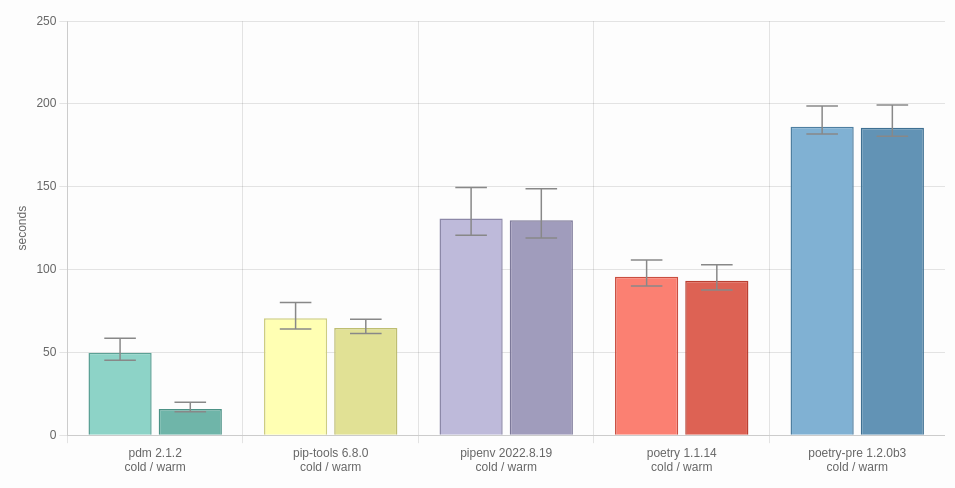 250
200
150
100
50
0
seconds
pdm 2.1.2
cold / warm
pip-tools 6.8.0
cold / warm
pipenv 2022.8.19
cold / warm
poetry 1.1.14
cold / warm
poetry-pre 1.2.0b3
cold / warm